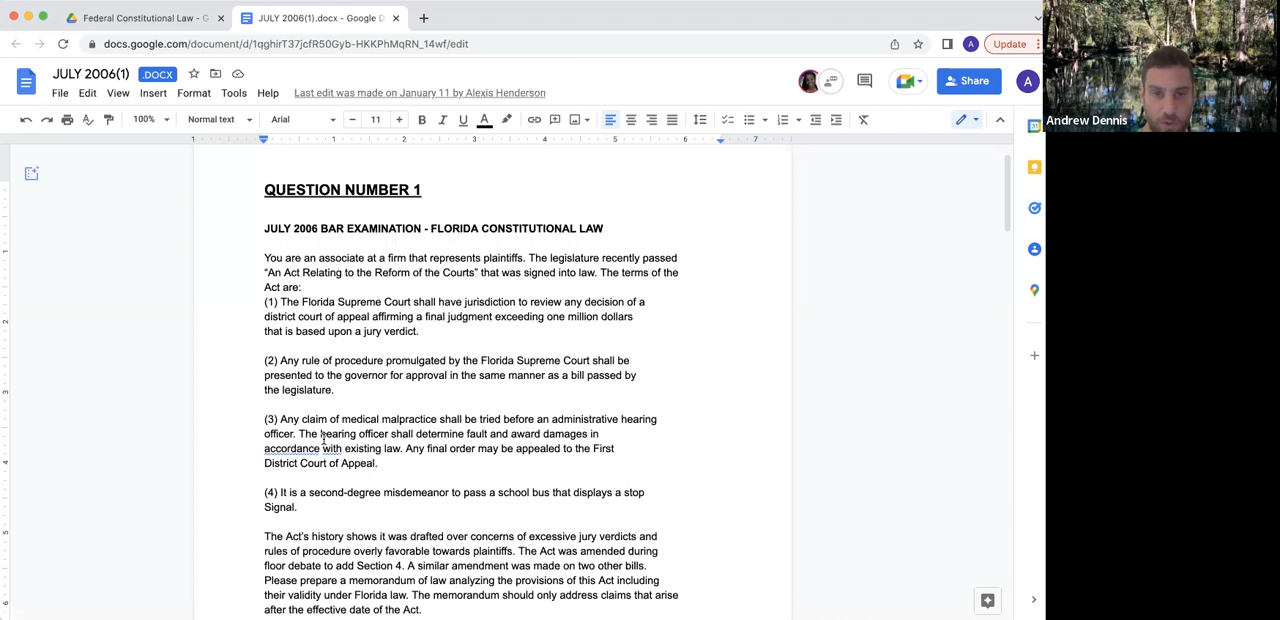 Federal Constitutional Law - G
JULY 2006(1).docx - Google D
docs.google.com/document/d/1qghirT37jcfR50Gyb-HKKPhMqRN_14wf/edit
A
Update
JULY 2006(1)
.DOCX
File Edit View Insert Format Tools Help
Last edit was made on January 11 by Alexis Henderson
Share
A
Andrew Dennis
100%
Normal text
Arial
11
B I U A
1 1 2 3 4 5 6 7
QUESTION NUMBER 1
JULY 2006 BAR EXAMINATION - FLORIDA CONSTITUTIONAL LAW
You are an associate at a firm that represents plaintiffs. The legislature recently passed
“An Act Relating to the Reform of the Courts” that was signed into law. The terms of the
Act are:
(1) The Florida Supreme Court shall have jurisdiction to review any decision of a
district court of appeal affirming a final judgment exceeding one million dollars
that is based upon a jury verdict.
(2) Any rule of procedure promulgated by the Florida Supreme Court shall be
presented to the governor for approval in the same manner as a bill passed by
the legislature.
(3) Any claim of medical malpractice shall be tried before an administrative hearing
officer. The hearing officer shall determine fault and award damages in
accordance with existing law. Any final order may be appealed to the First
District Court of Appeal.
(4) It is a second-degree misdemeanor to pass a school bus that displays a stop
Signal.
The Act’s history shows it was drafted over concerns of excessive jury verdicts and
rules of procedure overly favorable towards plaintiffs. The Act was amended during
floor debate to add Section 4. A similar amendment was made on two other bills.
Please prepare a memorandum of law analyzing the provisions of this Act including
their validity under Florida law. The memorandum should only address claims that arise
after the effective date of the Act.